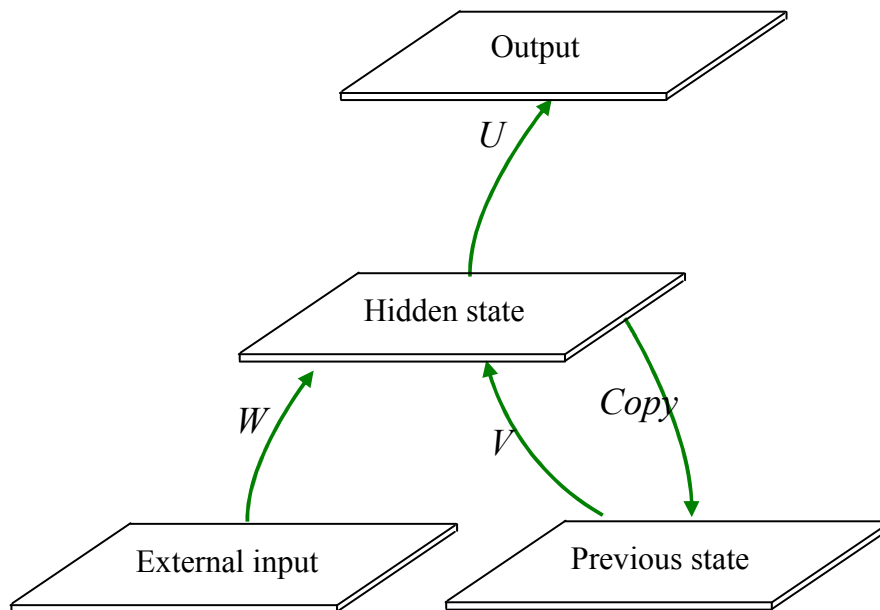 Output
U
Hidden state
W
V
Copy
External input
Previous state